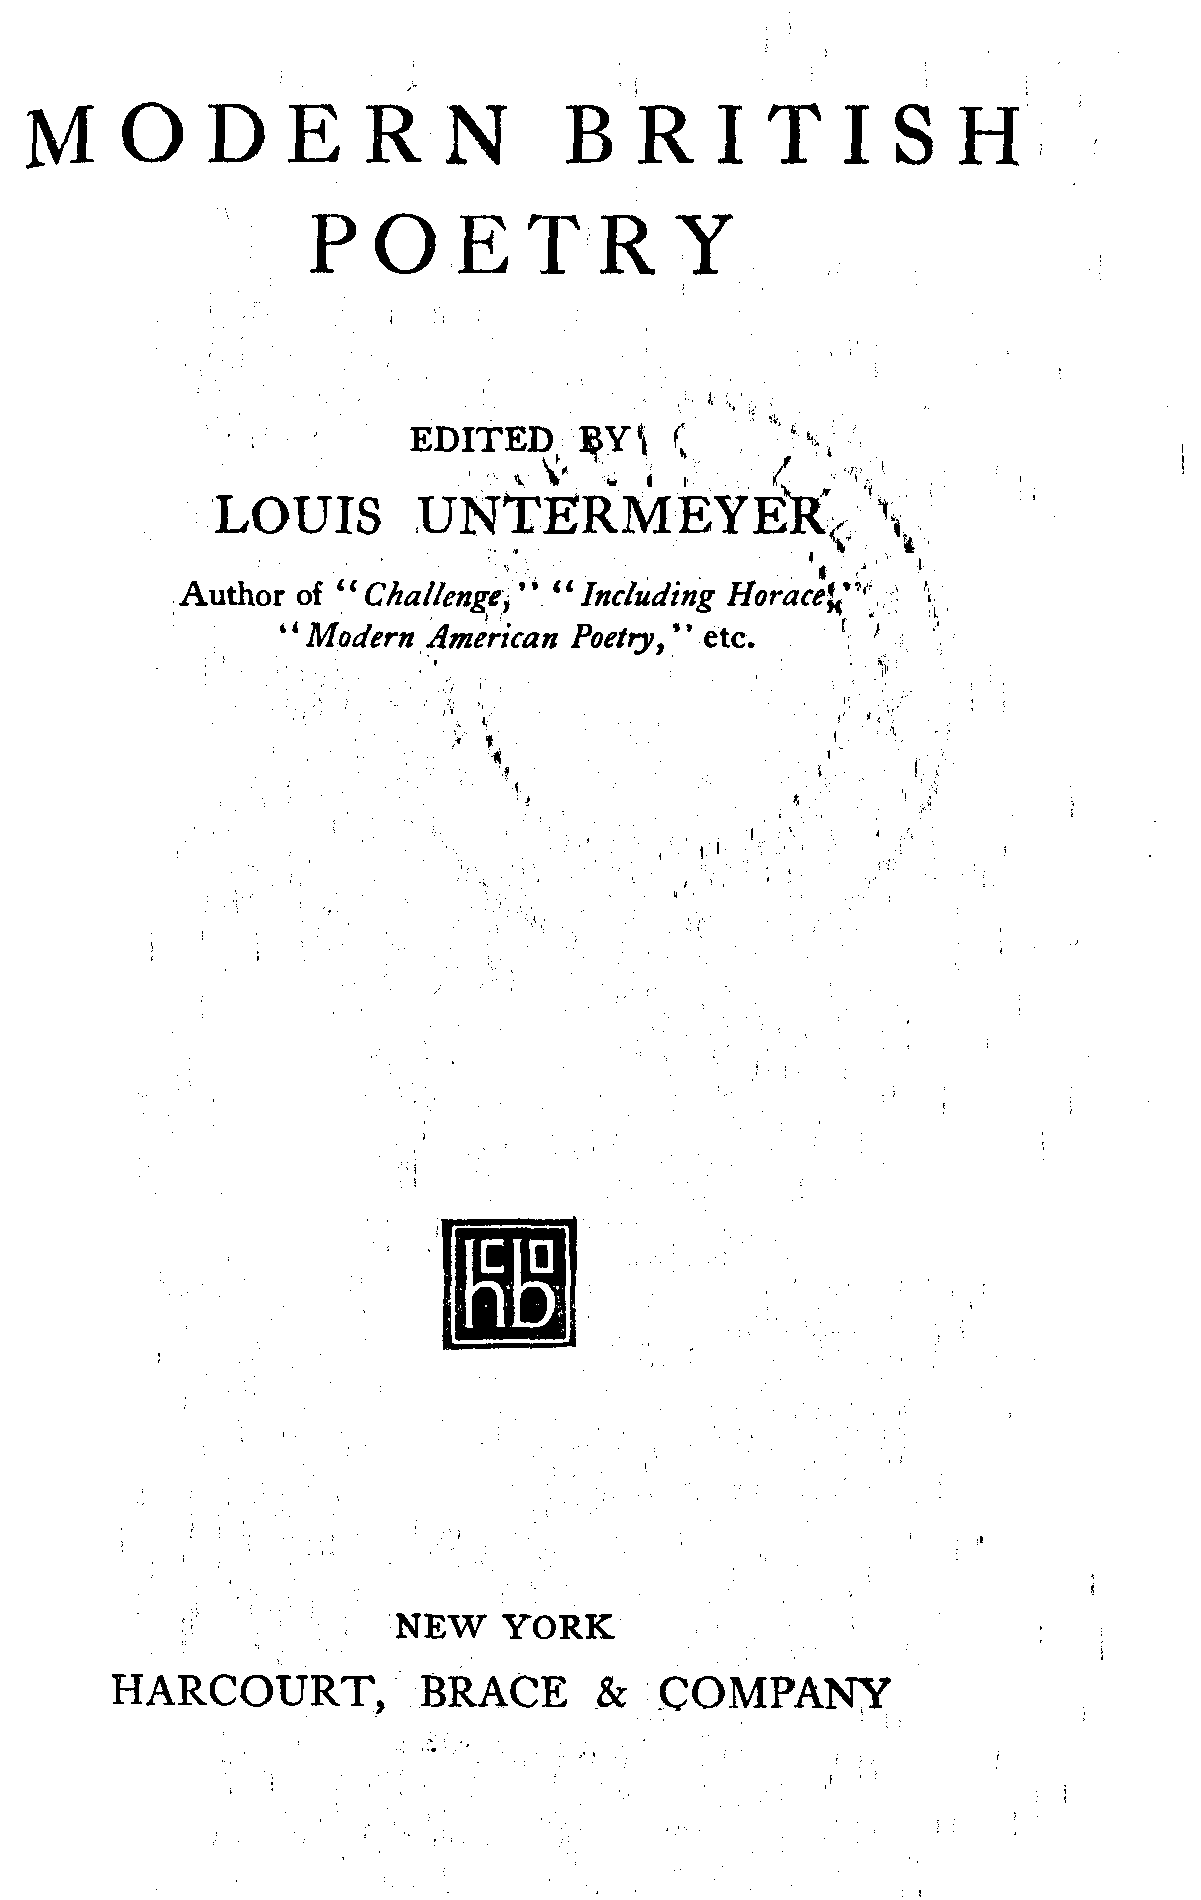 MODERN BRITISH
POETRY
EDITED BY
LOUIS UNTERMEYER
Author of "Challenge," "Including Horace,"
"Modern American Poetry," etc.
hcbo
NEW YORK
HARCOURT, BRACE & COMPANY